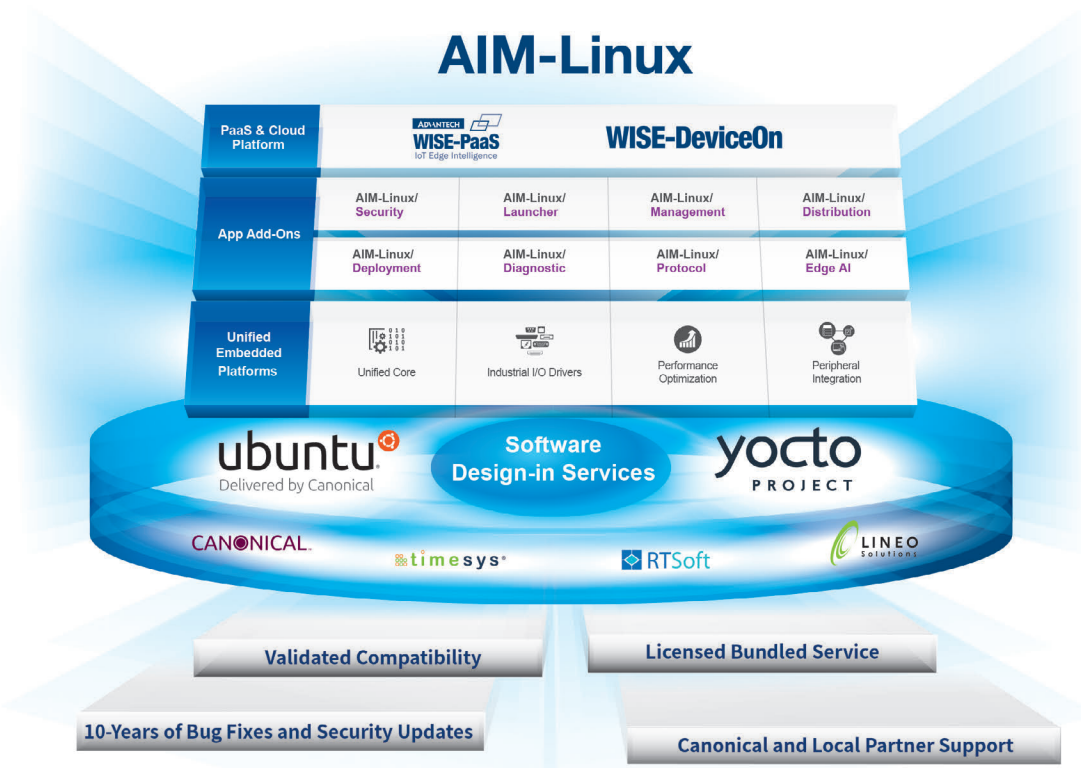 AIM-Linux
PaaS & Cloud
Platform
ADVANTECH
WISE-PaaS
IoT Edge Intelligence
WISE-DeviceOn
App Add-Ons
AIM-Linux/
Security
AIM-Linux/
Launcher
AIM-Linux/
Management
AIM-Linux/
Distribution
AIM-Linux/
Deployment
AIM-Linux/
Diagnostic
AIM-Linux/
Protocol
AIM-Linux/
Edge AI
Unified
Embedded
Platforms
Unified Core
Industrial I/O Drivers
Performance
Optimization
Peripheral
Integration
ubuntu®
Delivered by Canonical
Software
Design-in Services
yocto
PROJECT
CANONICAL™
timesys®
RTSoft
LINEO
Solutions
Validated Compatibility
Licensed Bundled Service
10-Years of Bug Fixes and Security Updates
Canonical and Local Partner Support